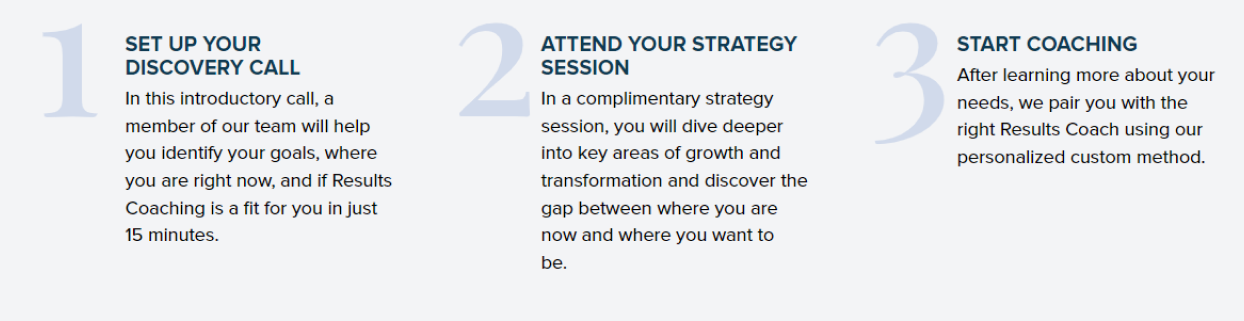 1
SET UP YOUR
DISCOVERY CALL
In this introductory call, a
member of our team will help
you identify your goals, where
you are right now, and if Results
Coaching is a fit for you in just
15 minutes.
2
ATTEND YOUR STRATEGY
SESSION
In a complimentary strategy
session, you will dive deeper
into key areas of growth and
transformation and discover the
gap between where you are
now and where you want to
be.
3
START COACHING
After learning more about your
needs, we pair you with the
right Results Coach using our
personalized custom method.